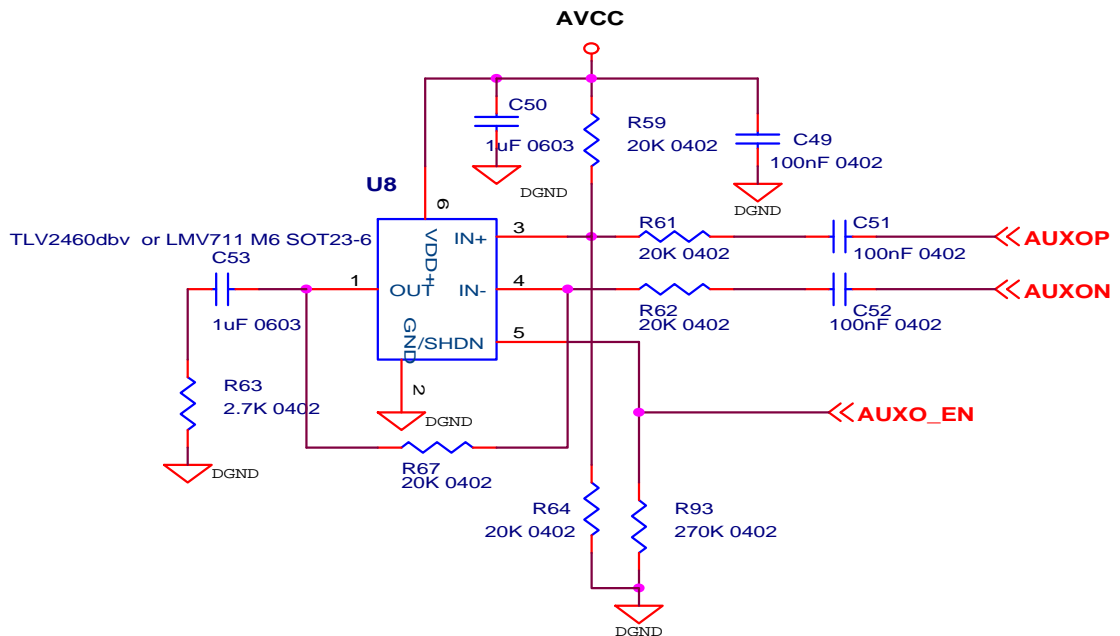 AVCC
C50
1uF 0603
DGND
R59
20K 0402
C49
100nF 0402
DGND
U8
TLV2460dbv or LMV711 M6 SOT23-6
6
VDD+
IN+
3
OUT
1
IN-
4
GND
2
/SHDN
5
DGND
C53
1uF 0603
R63
2.7K 0402
DGND
R61
20K 0402
C51
100nF 0402
AUXOP
R62
20K 0402
C52
100nF 0402
AUXON
AUXO_EN
R67
20K 0402
R64
20K 0402
R93
270K 0402
DGND